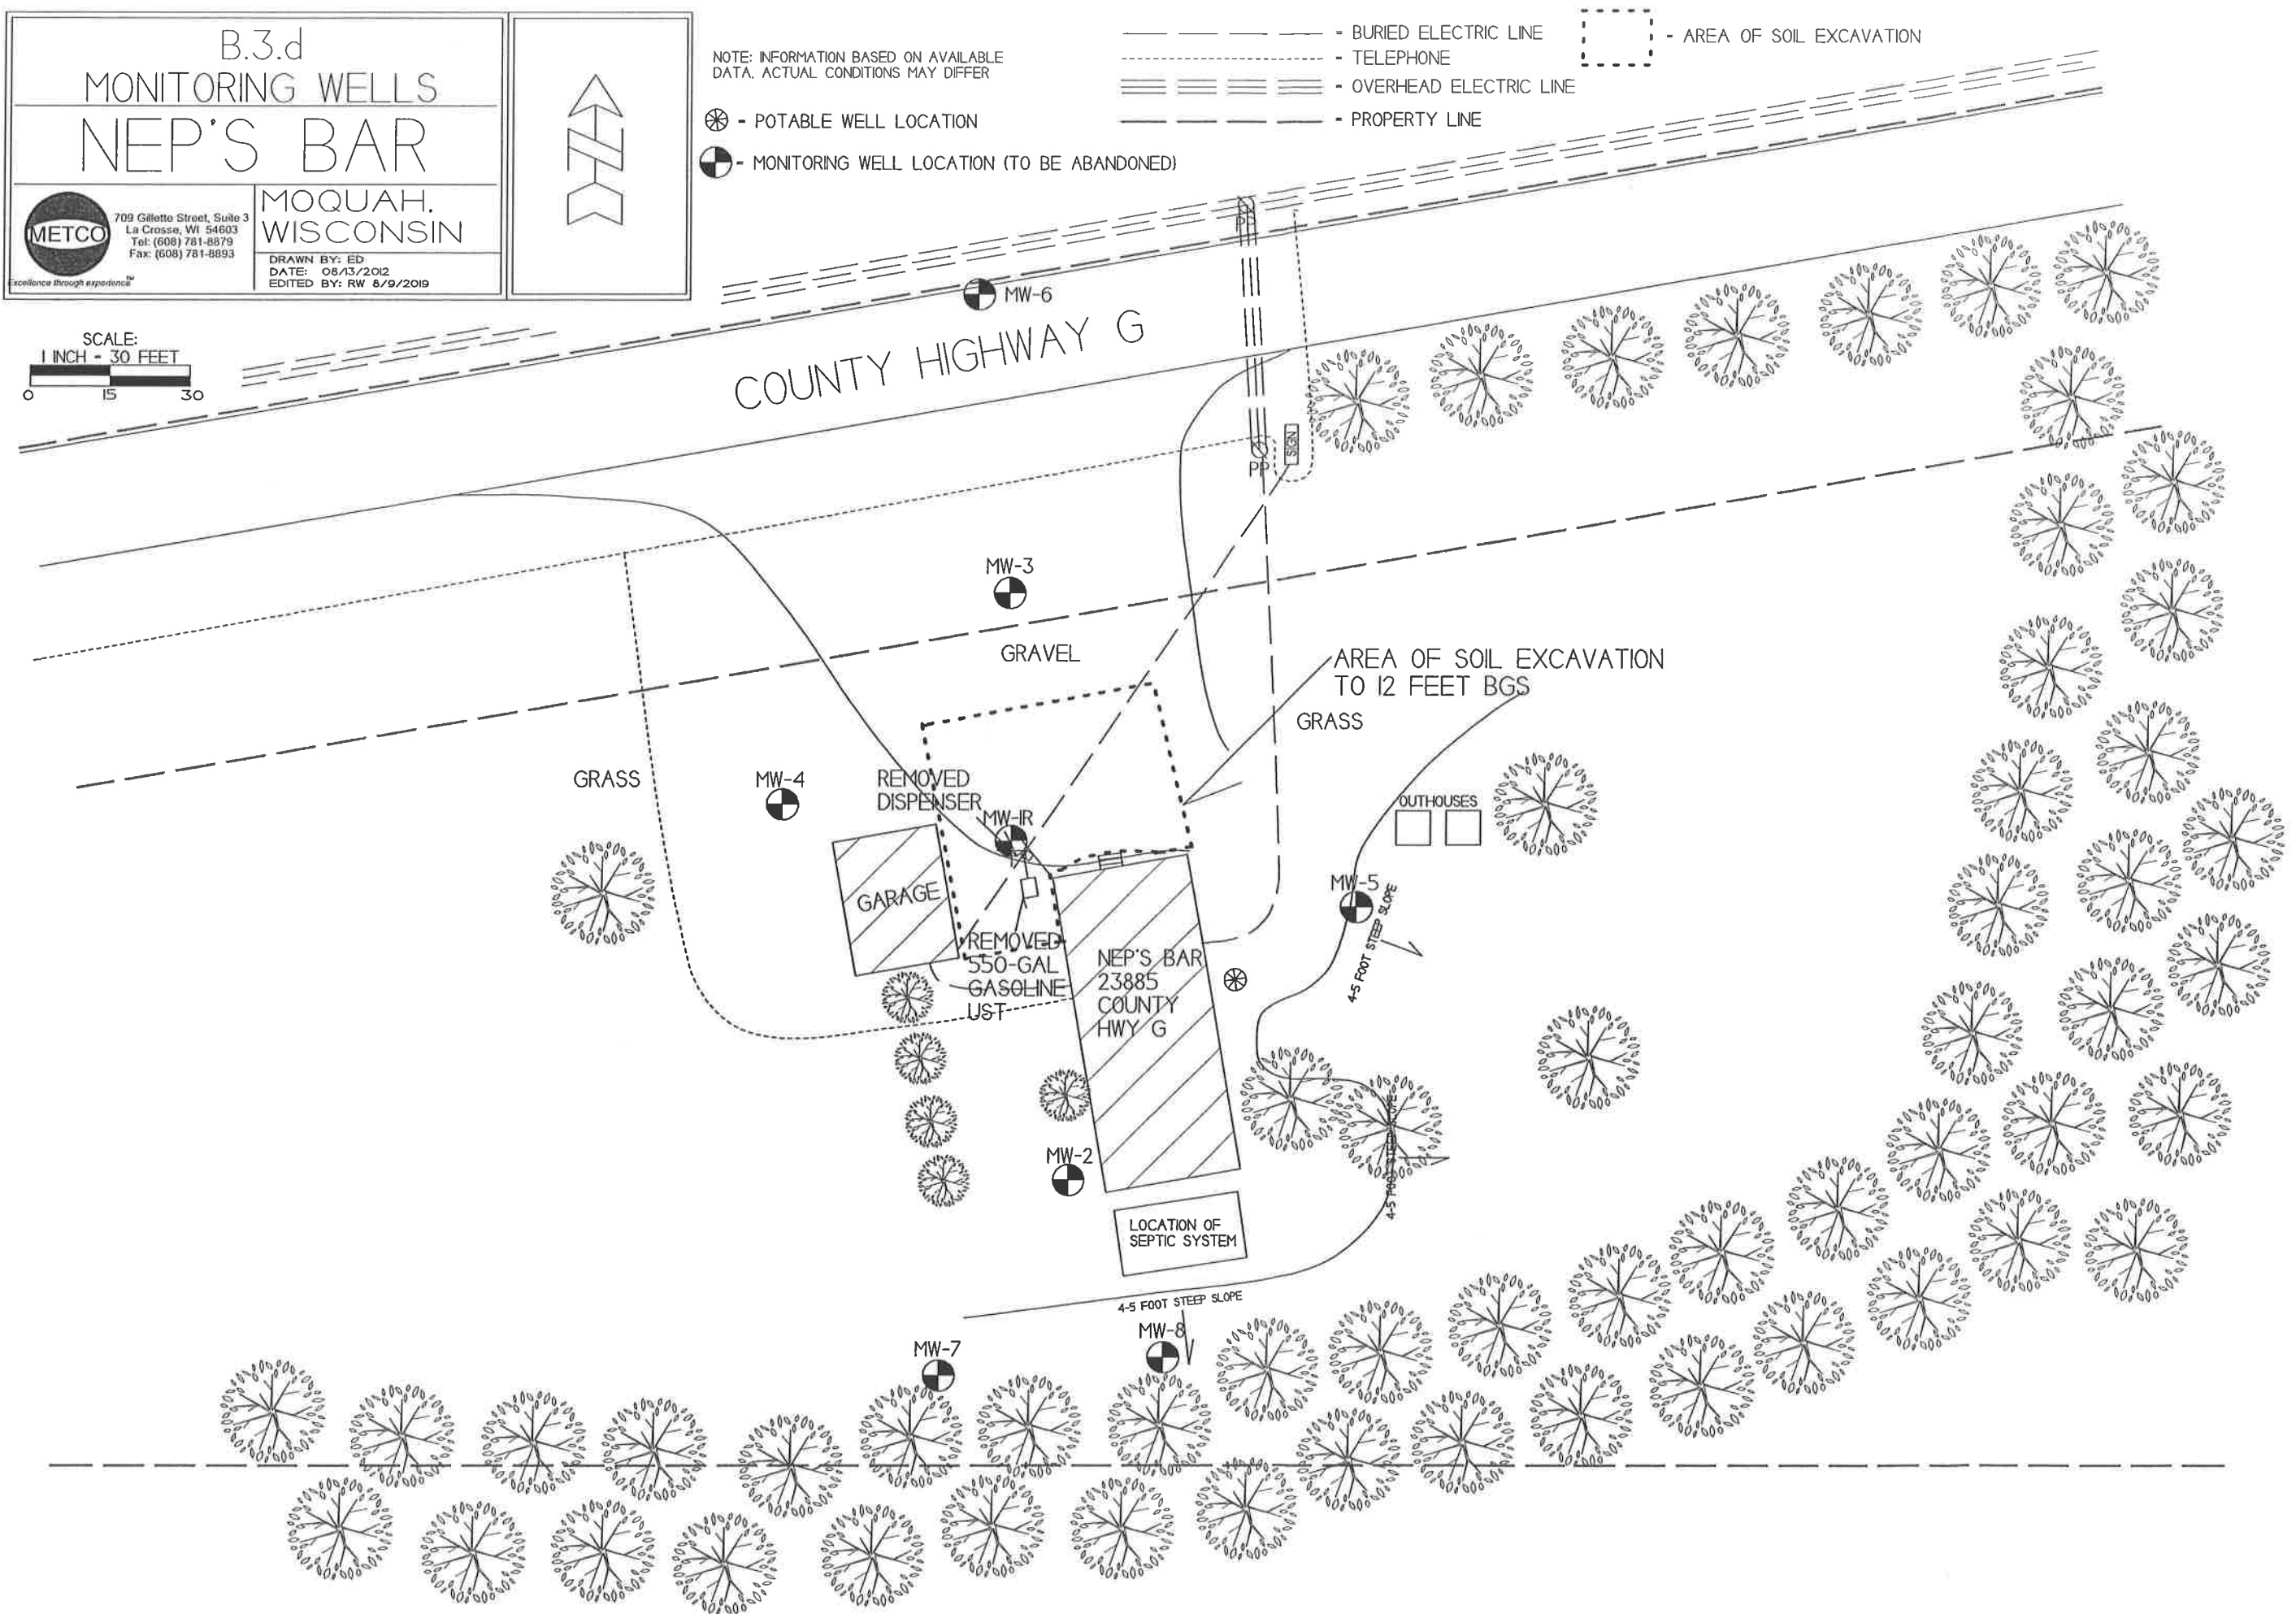 B.3.d
MONITORING WELLS
NEP'S BAR
METCO
Excellence through experience™
709 Gillette Street, Suite 3
La Crosse, WI 54603
Tel: (608) 781-8879
Fax: (608) 781-8893
MOQUAH,
WISCONSIN
DRAWN BY: ED
DATE: 08/13/2012
EDITED BY: RW 8/9/2019
N
NOTE: INFORMATION BASED ON AVAILABLE
DATA, ACTUAL CONDITIONS MAY DIFFER
- POTABLE WELL LOCATION
- MONITORING WELL LOCATION (TO BE ABANDONED)
- BURIED ELECTRIC LINE
- TELEPHONE
- OVERHEAD ELECTRIC LINE
- PROPERTY LINE
- AREA OF SOIL EXCAVATION
SCALE:
1 INCH = 30 FEET
0 15 30
PP
MW-6
COUNTY HIGHWAY G
SIGN
PP
MW-3
GRAVEL
AREA OF SOIL EXCAVATION
TO 12 FEET BGS
GRASS
GRASS
MW-4
REMOVED
DISPENSER
MW-1R
OUTHOUSES
GARAGE
MW-5
4-5 FOOT STEEP SLOPE
REMOVED
550-GAL
GASOLINE
UST
NEP'S BAR
23885
COUNTY
HWY G
MW-2
4-5 FOOT STEEP SLOPE
LOCATION OF
SEPTIC SYSTEM
4-5 FOOT STEEP SLOPE
MW-8
MW-7